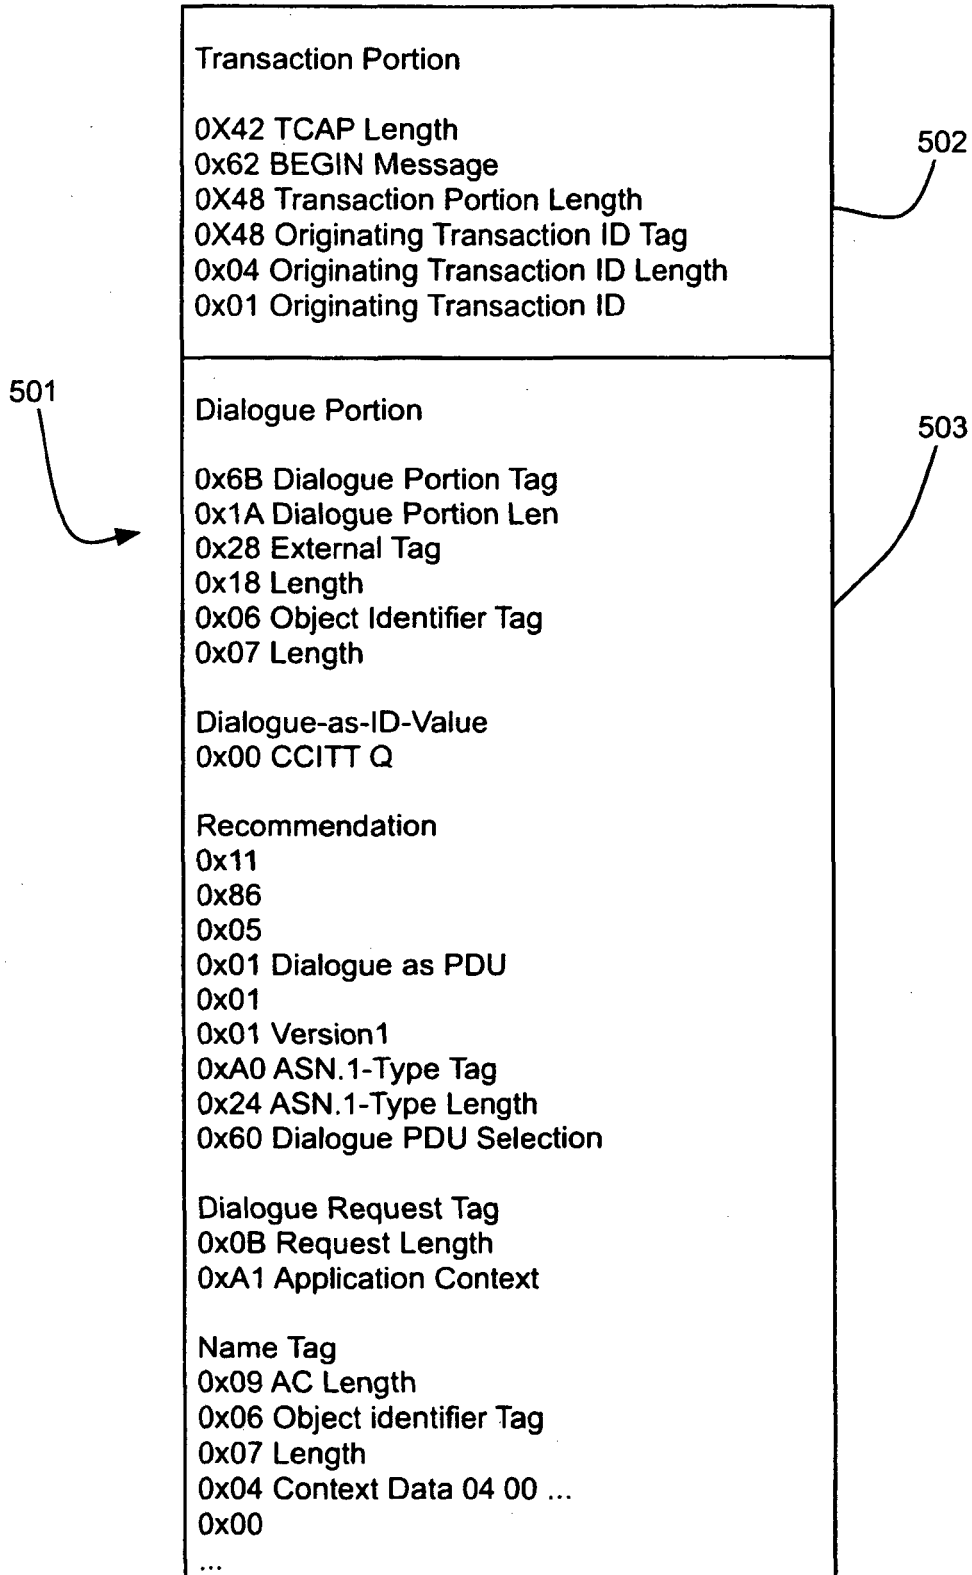 Transaction Portion
0X42 TCAP Length
0x62 BEGIN Message
0X48 Transaction Portion Length
0X48 Originating Transaction ID Tag
0x04 Originating Transaction ID Length
0x01 Originating Transaction ID
502
501
Dialogue Portion
503
0x6B Dialogue Portion Tag
0x1A Dialogue Portion Len
0x28 External Tag
0x18 Length
0x06 Object Identifier Tag
0x07 Length
Dialogue-as-ID-Value
0x00 CCITT Q
Recommendation
0x11
0x86
0x05
0x01 Dialogue as PDU
0x01
0x01 Version1
0xA0 ASN.1-Type Tag
0x24 ASN.1-Type Length
0x60 Dialogue PDU Selection
Dialogue Request Tag
0x0B Request Length
0xA1 Application Context
Name Tag
0x09 AC Length
0x06 Object identifier Tag
0x07 Length
0x04 Context Data 04 00 ...
0x00
...